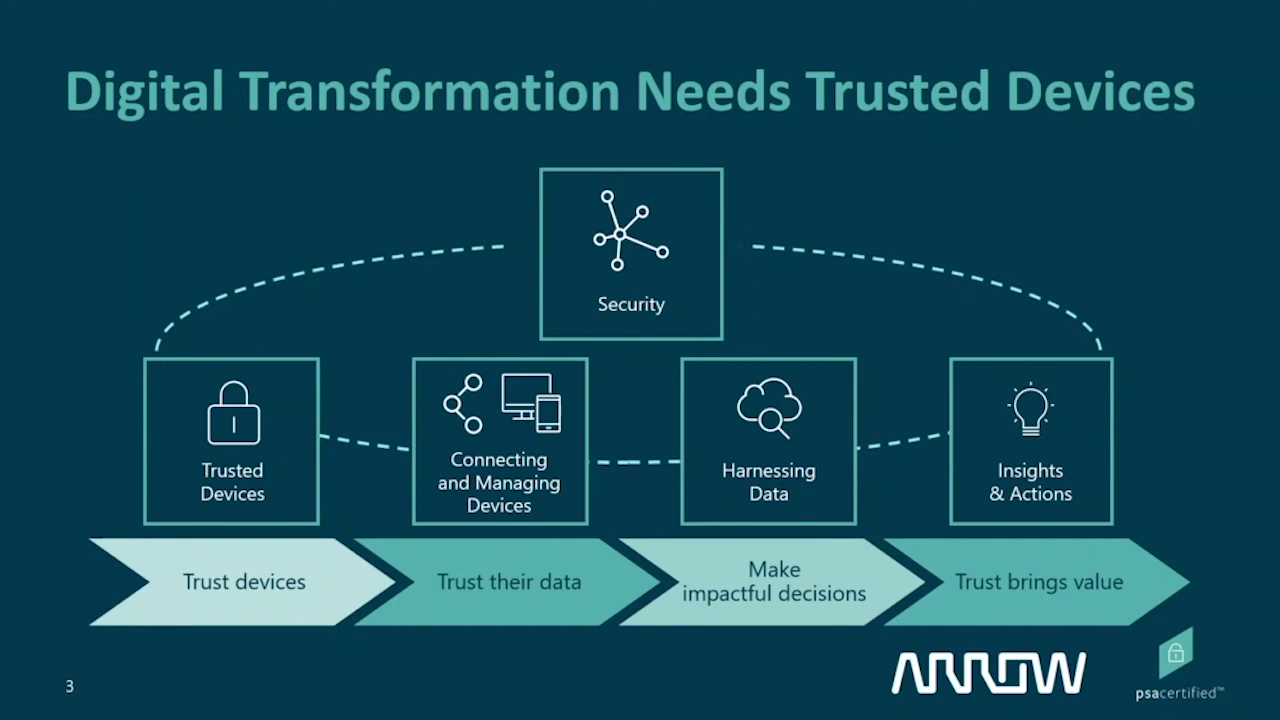 Digital Transformation Needs Trusted Devices
Security
Trusted
Devices
Connecting
and Managing
Devices
Harnessing
Data
Insights
& Actions
Trust devices
Trust their data
Make
impactful decisions
Trust brings value
3
ARROW
psacertified™